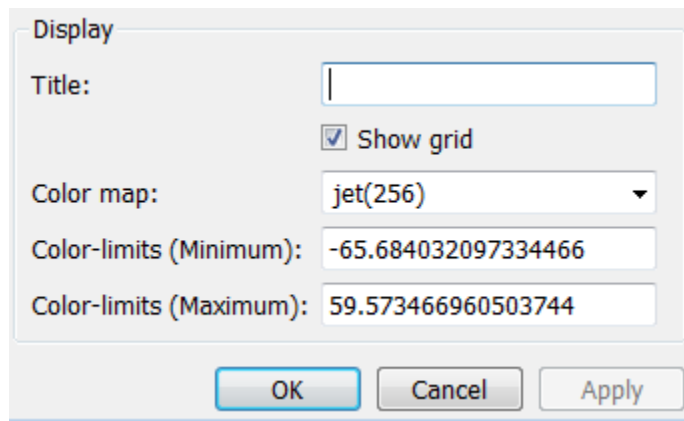 Display
Title:
Show grid
Color map: jet(256)
Color-limits (Minimum): -65.684032097334466
Color-limits (Maximum): 59.573466960503744
OK Cancel Apply